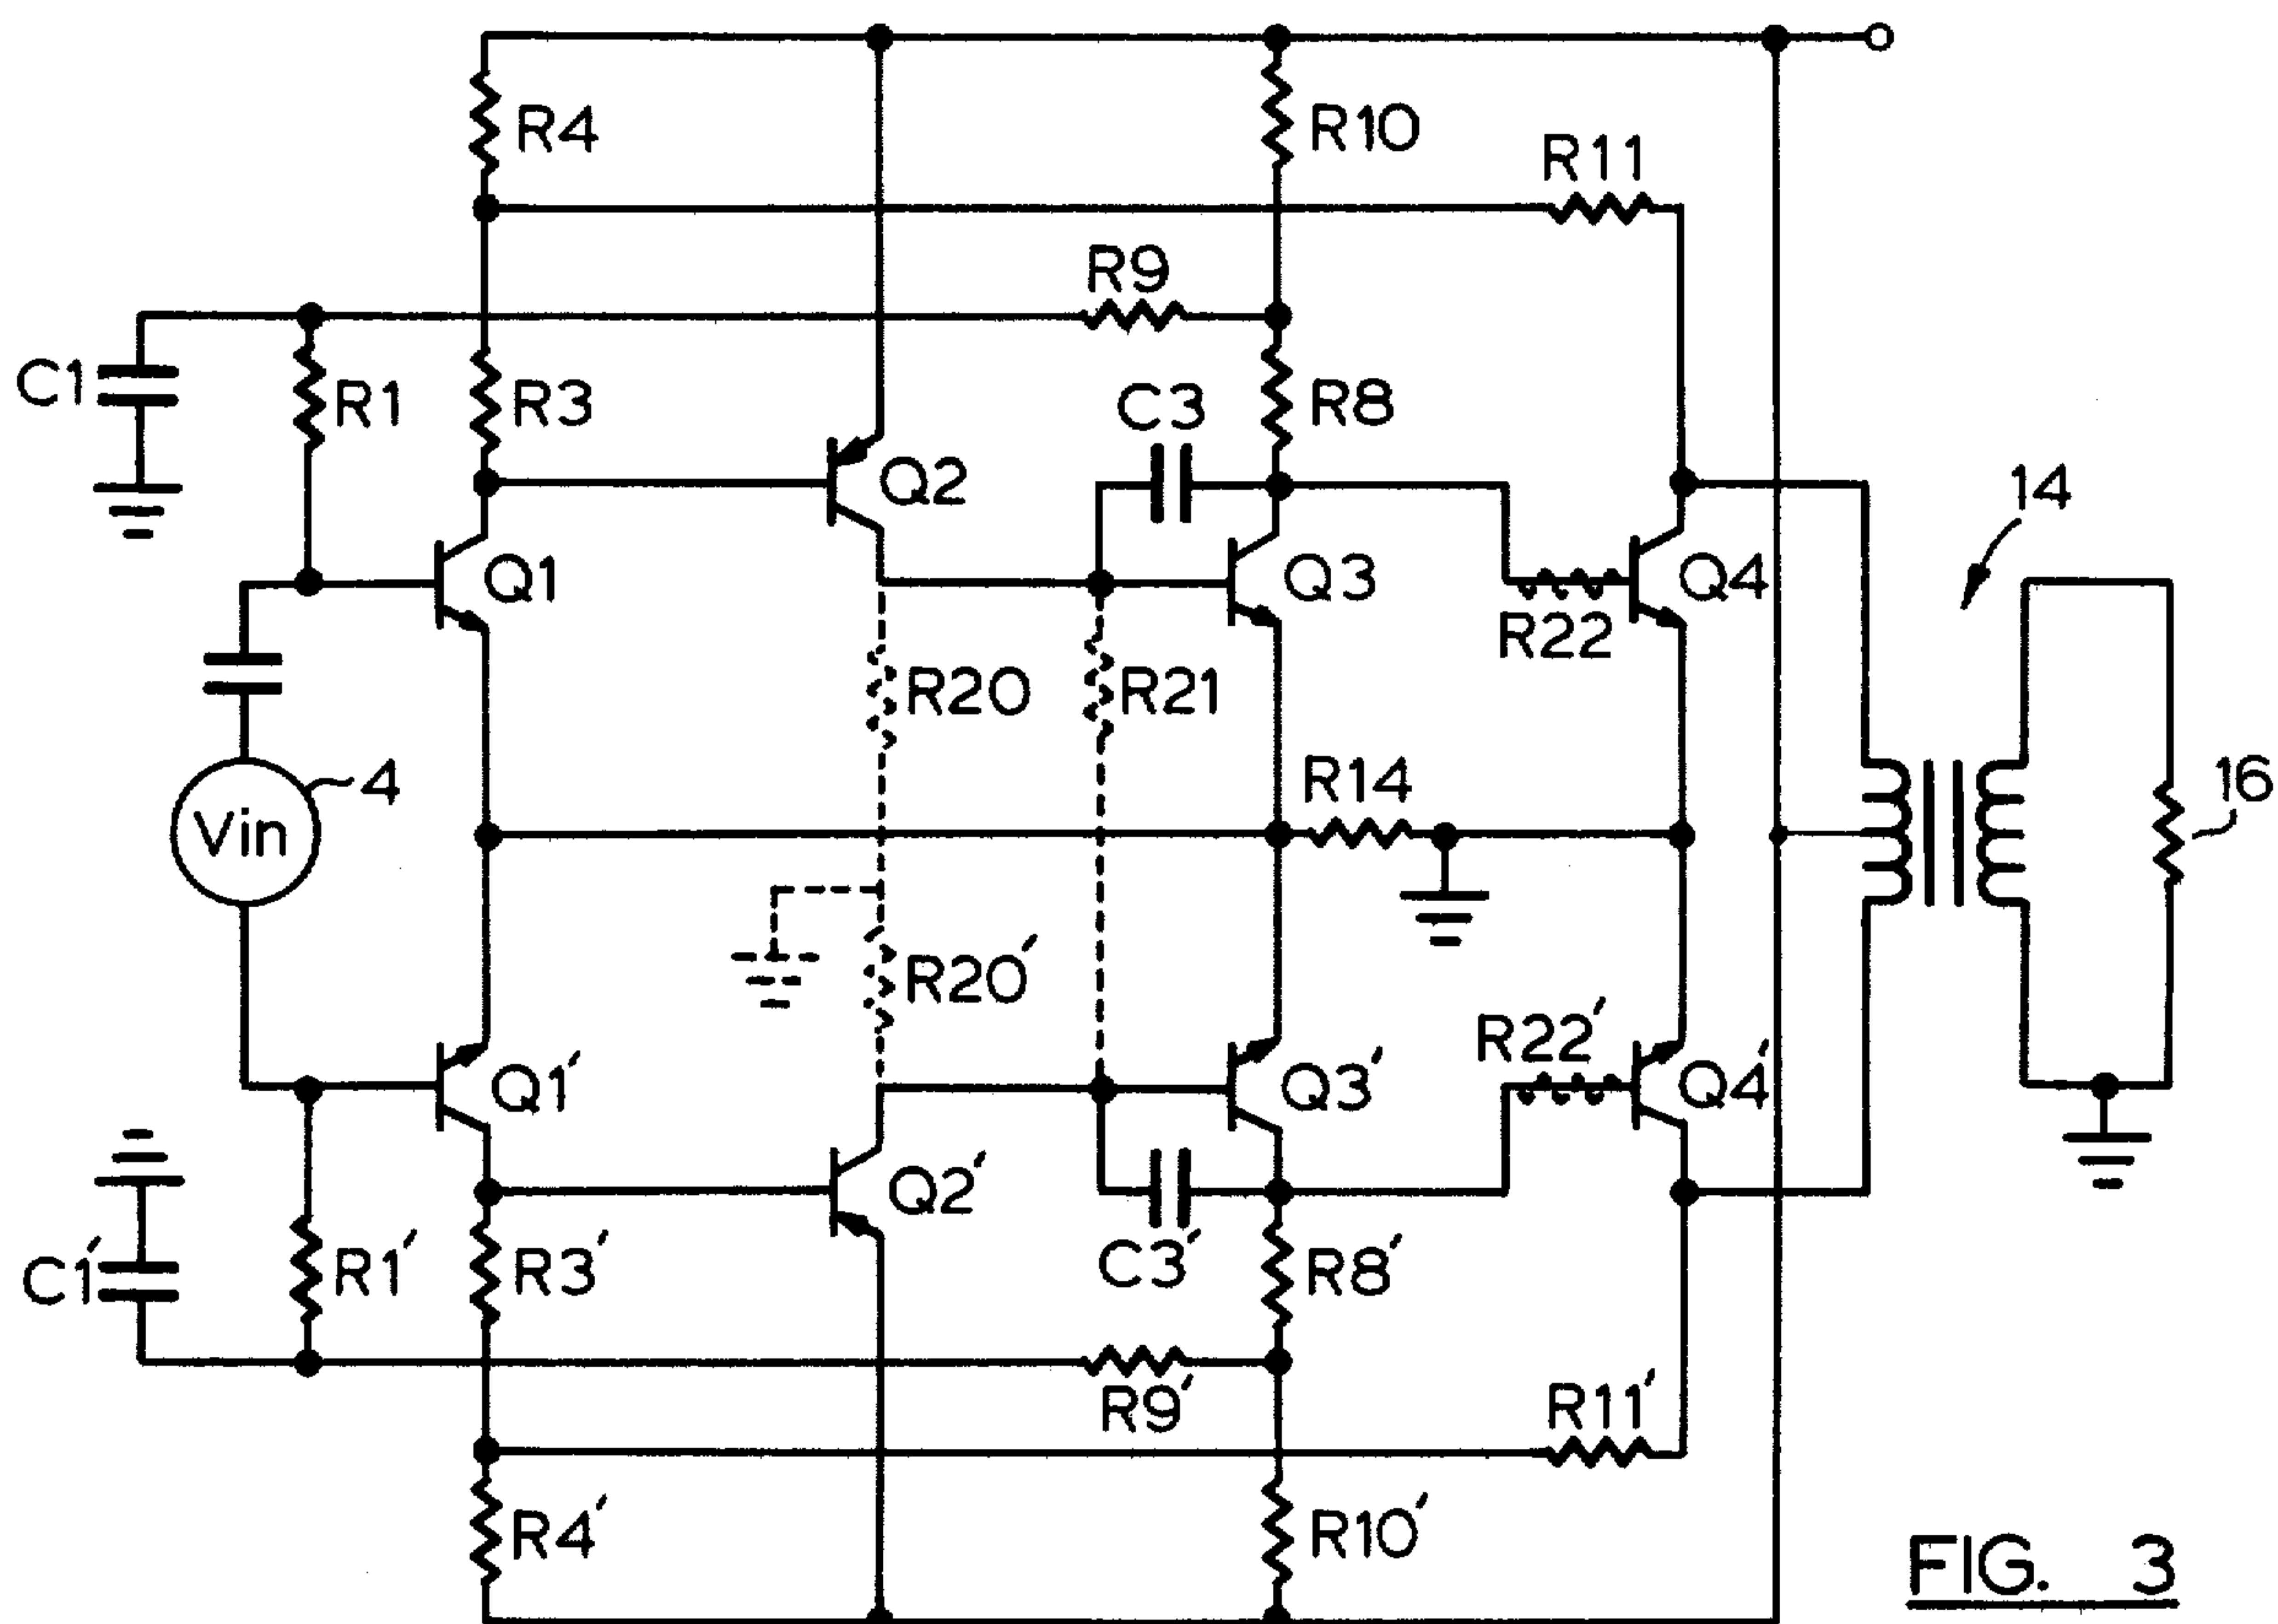 R4
R10
R11
R9
C1
R1
R3
C3
R8
Q2
14
Q1
Q3
Q4
R22
R20
R21
R14
4
Vin
16
R20′
R22′
Q1′
Q3′
Q4′
Q2′
C1′
R1′
R3′
C3′
R8′
R9′
R11′
R4′
R10′
FIG. 3